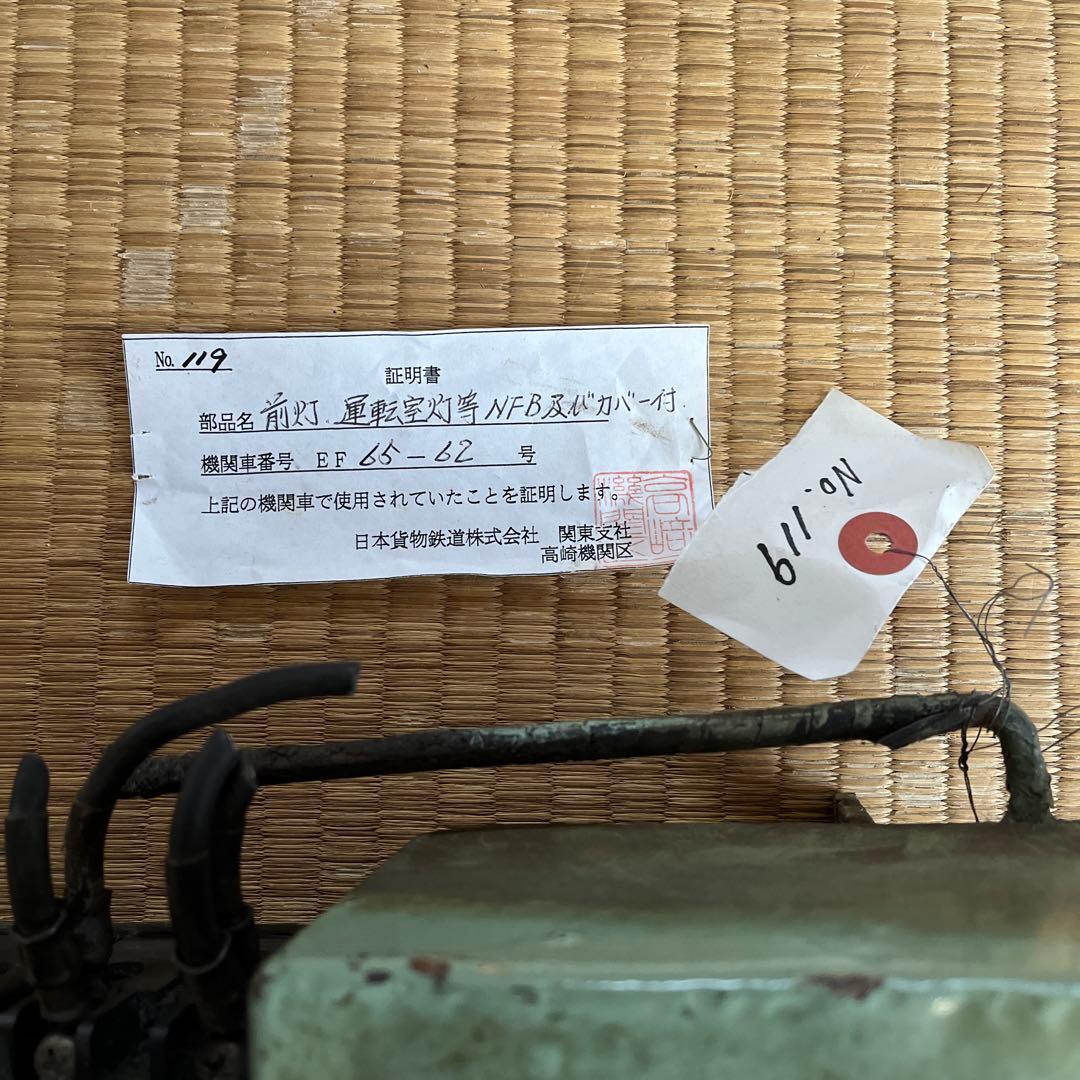 No. 119
証明書
部品名 前灯、運転室灯等NFB及びカバー付.
機関車番号 EF 65-62 号
上記の機関車で使用されていたことを証明します。
日本貨物鉄道株式会社 関東支社
高崎機関区
No. 119